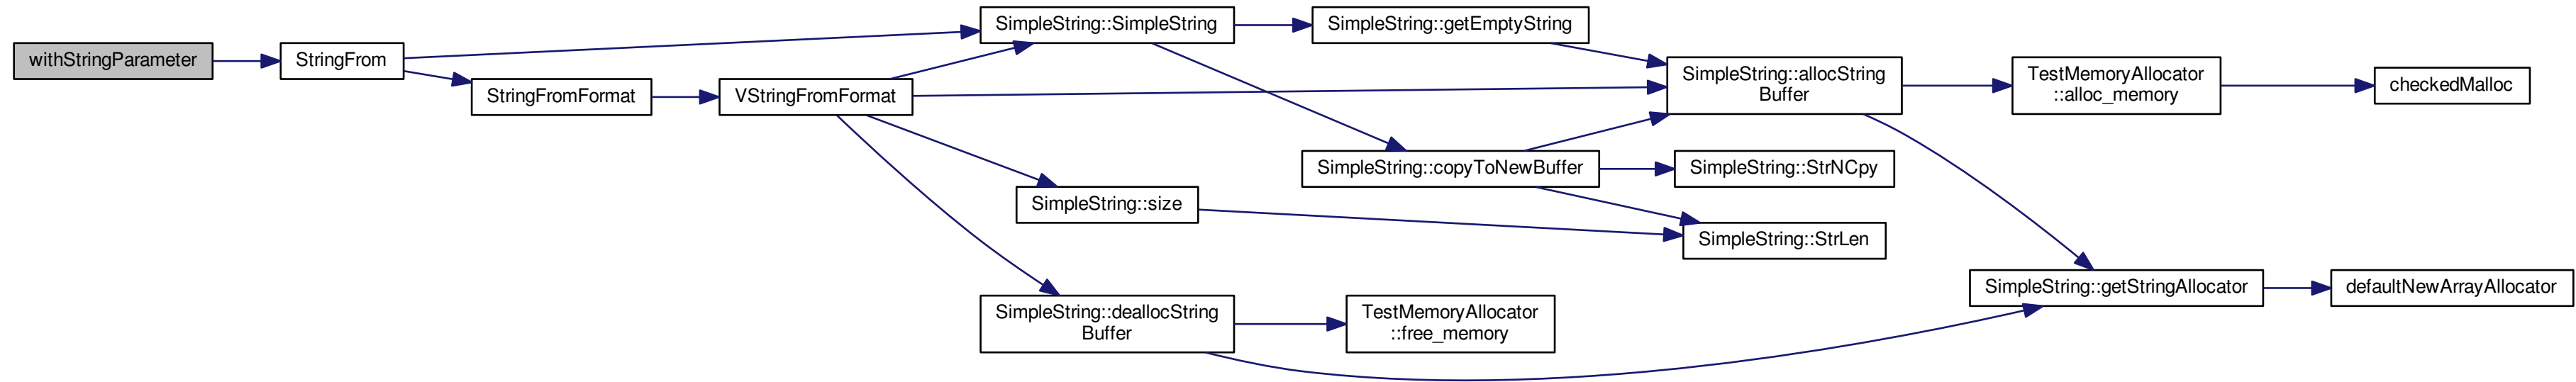 withStringParameter
StringFrom
StringFromFormat
VStringFromFormat
SimpleString::SimpleString
SimpleString::getEmptyString
SimpleString::allocString
Buffer
TestMemoryAllocator
::alloc_memory
checkedMalloc
SimpleString::copyToNewBuffer
SimpleString::StrNCpy
SimpleString::size
SimpleString::StrLen
SimpleString::getStringAllocator
defaultNewArrayAllocator
SimpleString::deallocString
Buffer
TestMemoryAllocator
::free_memory